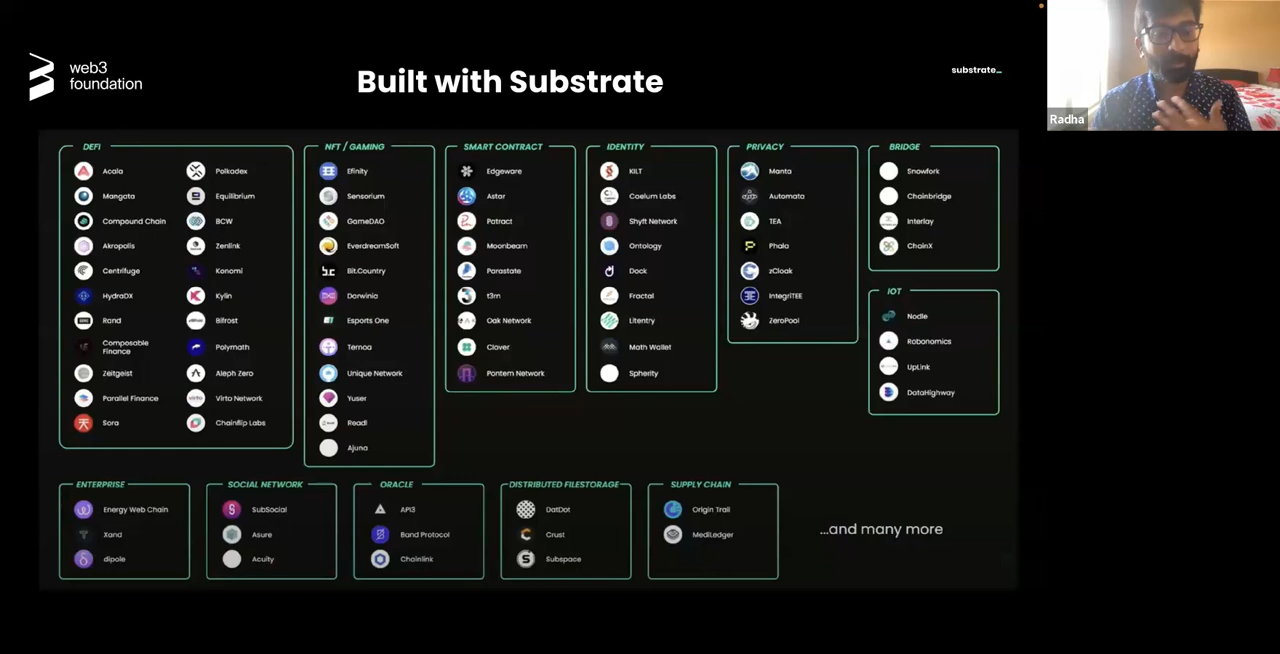 web3
foundation
Built with Substrate
substrate_
Radha
DEFI
Acala
Polkadex
Mangata
Equilibrium
Compound Chain
BCW
Akropolis
Zenlink
Centrifuge
Konomi
HydraDX
Kylin
Rand
Bifrost
Composable
Finance
Polymath
Zeitgeist
Aleph Zero
Parallel Finance
Virto Network
Sora
Chainflip Labs
NFT / GAMING
Efinity
Sensorium
GameDAO
EverdreamSoft
Bit.Country
Darwinia
Esports One
Ternoa
Unique Network
Yuser
Readl
Ajuna
SMART CONTRACT
Edgeware
Astar
Patract
Moonbeam
Parastate
t3rn
Oak Network
Clover
Pontem Network
IDENTITY
KILT
Coelum Labs
Shyft Network
Ontology
Dock
Fractal
Litentry
Math Wallet
Spherity
PRIVACY
Manta
Automata
TEA
Phala
zCloak
IntegriTEE
ZeroPool
BRIDGE
Snowfork
Chainbridge
Interlay
ChainX
IOT
Nodle
Robonomics
UpLink
DataHighway
ENTERPRISE
Energy Web Chain
Xand
dipole
SOCIAL NETWORK
SubSocial
Asure
Acuity
ORACLE
API3
Band Protocol
Chainlink
DISTRIBUTED FILESTORAGE
DatDot
Crust
Subspace
SUPPLY CHAIN
Origin Trail
MediLedger
...and many more